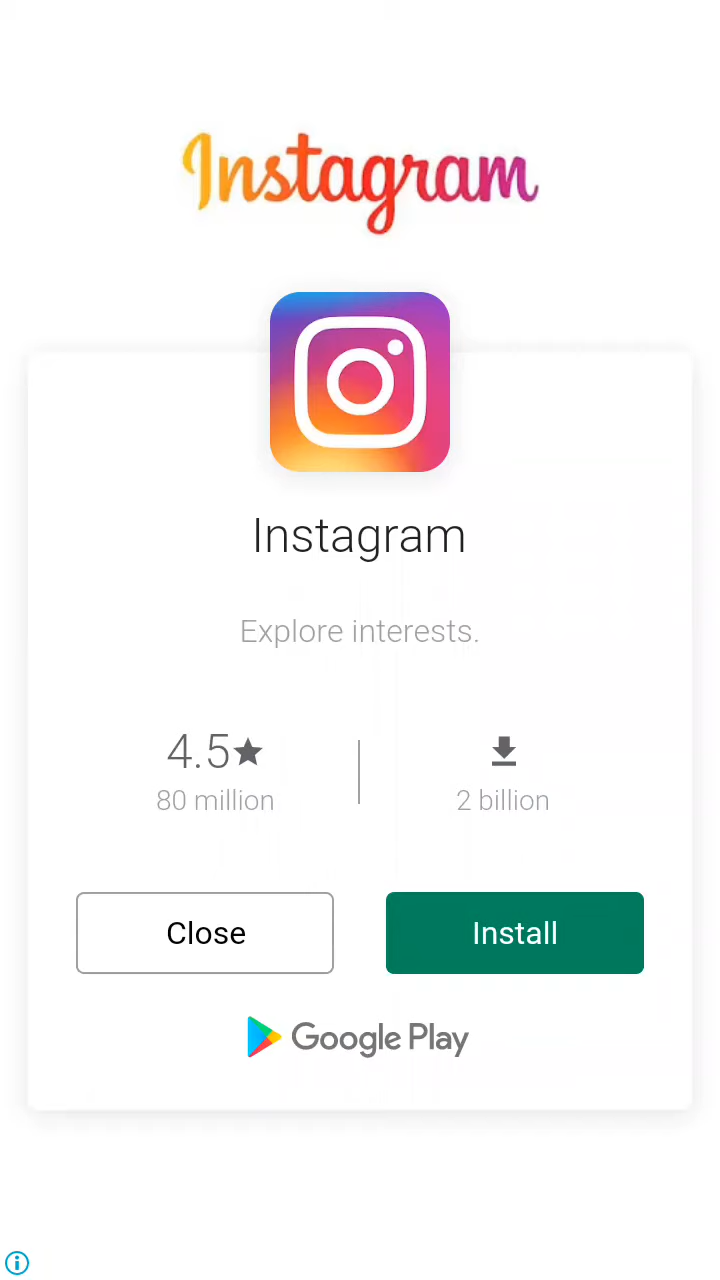 Instagram
Instagram
Explore interests.
4.5★
80 million
2 billion
Close
Install
Google Play